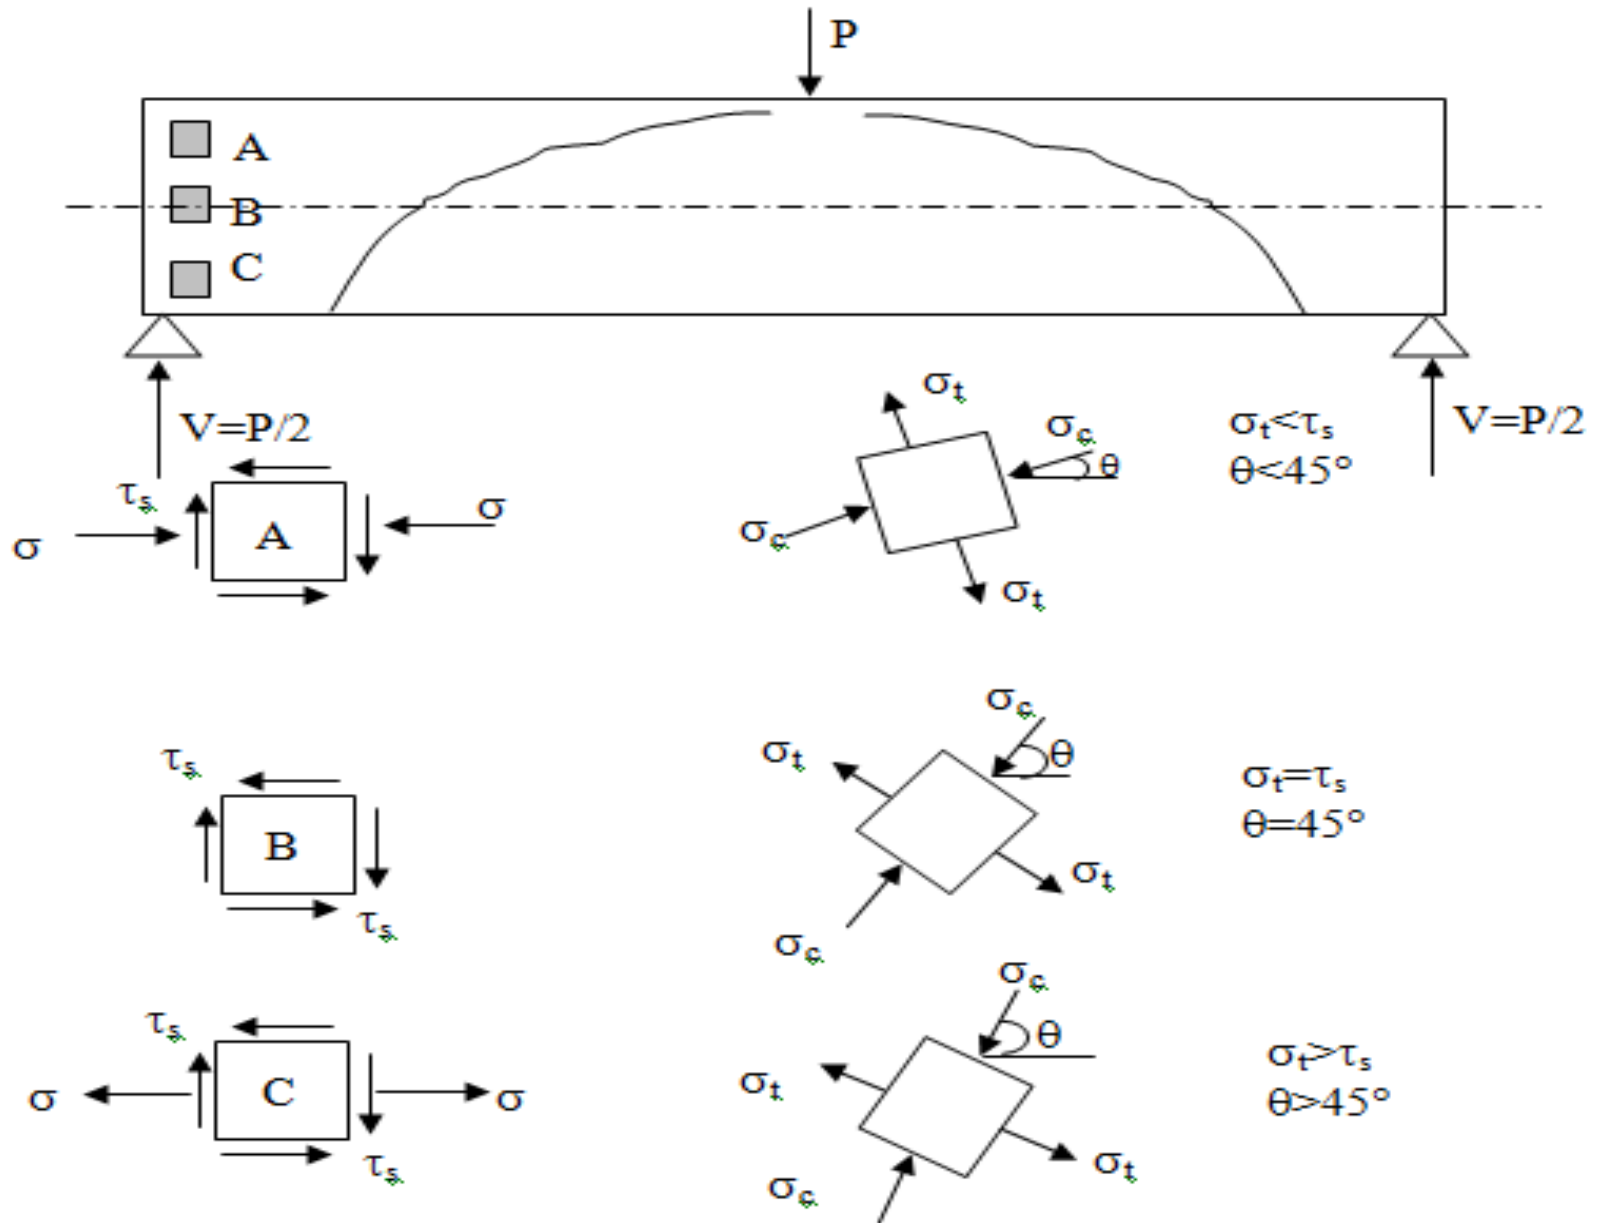 P
A
B
C
V=P/2
V=P/2
τs
σ
A
σ
σt
σc
θ
σc
σt
σt<τs
θ<45°
τs
B
τs
σc
θ
σt
σt
σc
σt=τs
θ=45°
τs
σ
C
σ
τs
σc
θ
σt
σt
σc
σt>τs
θ>45°